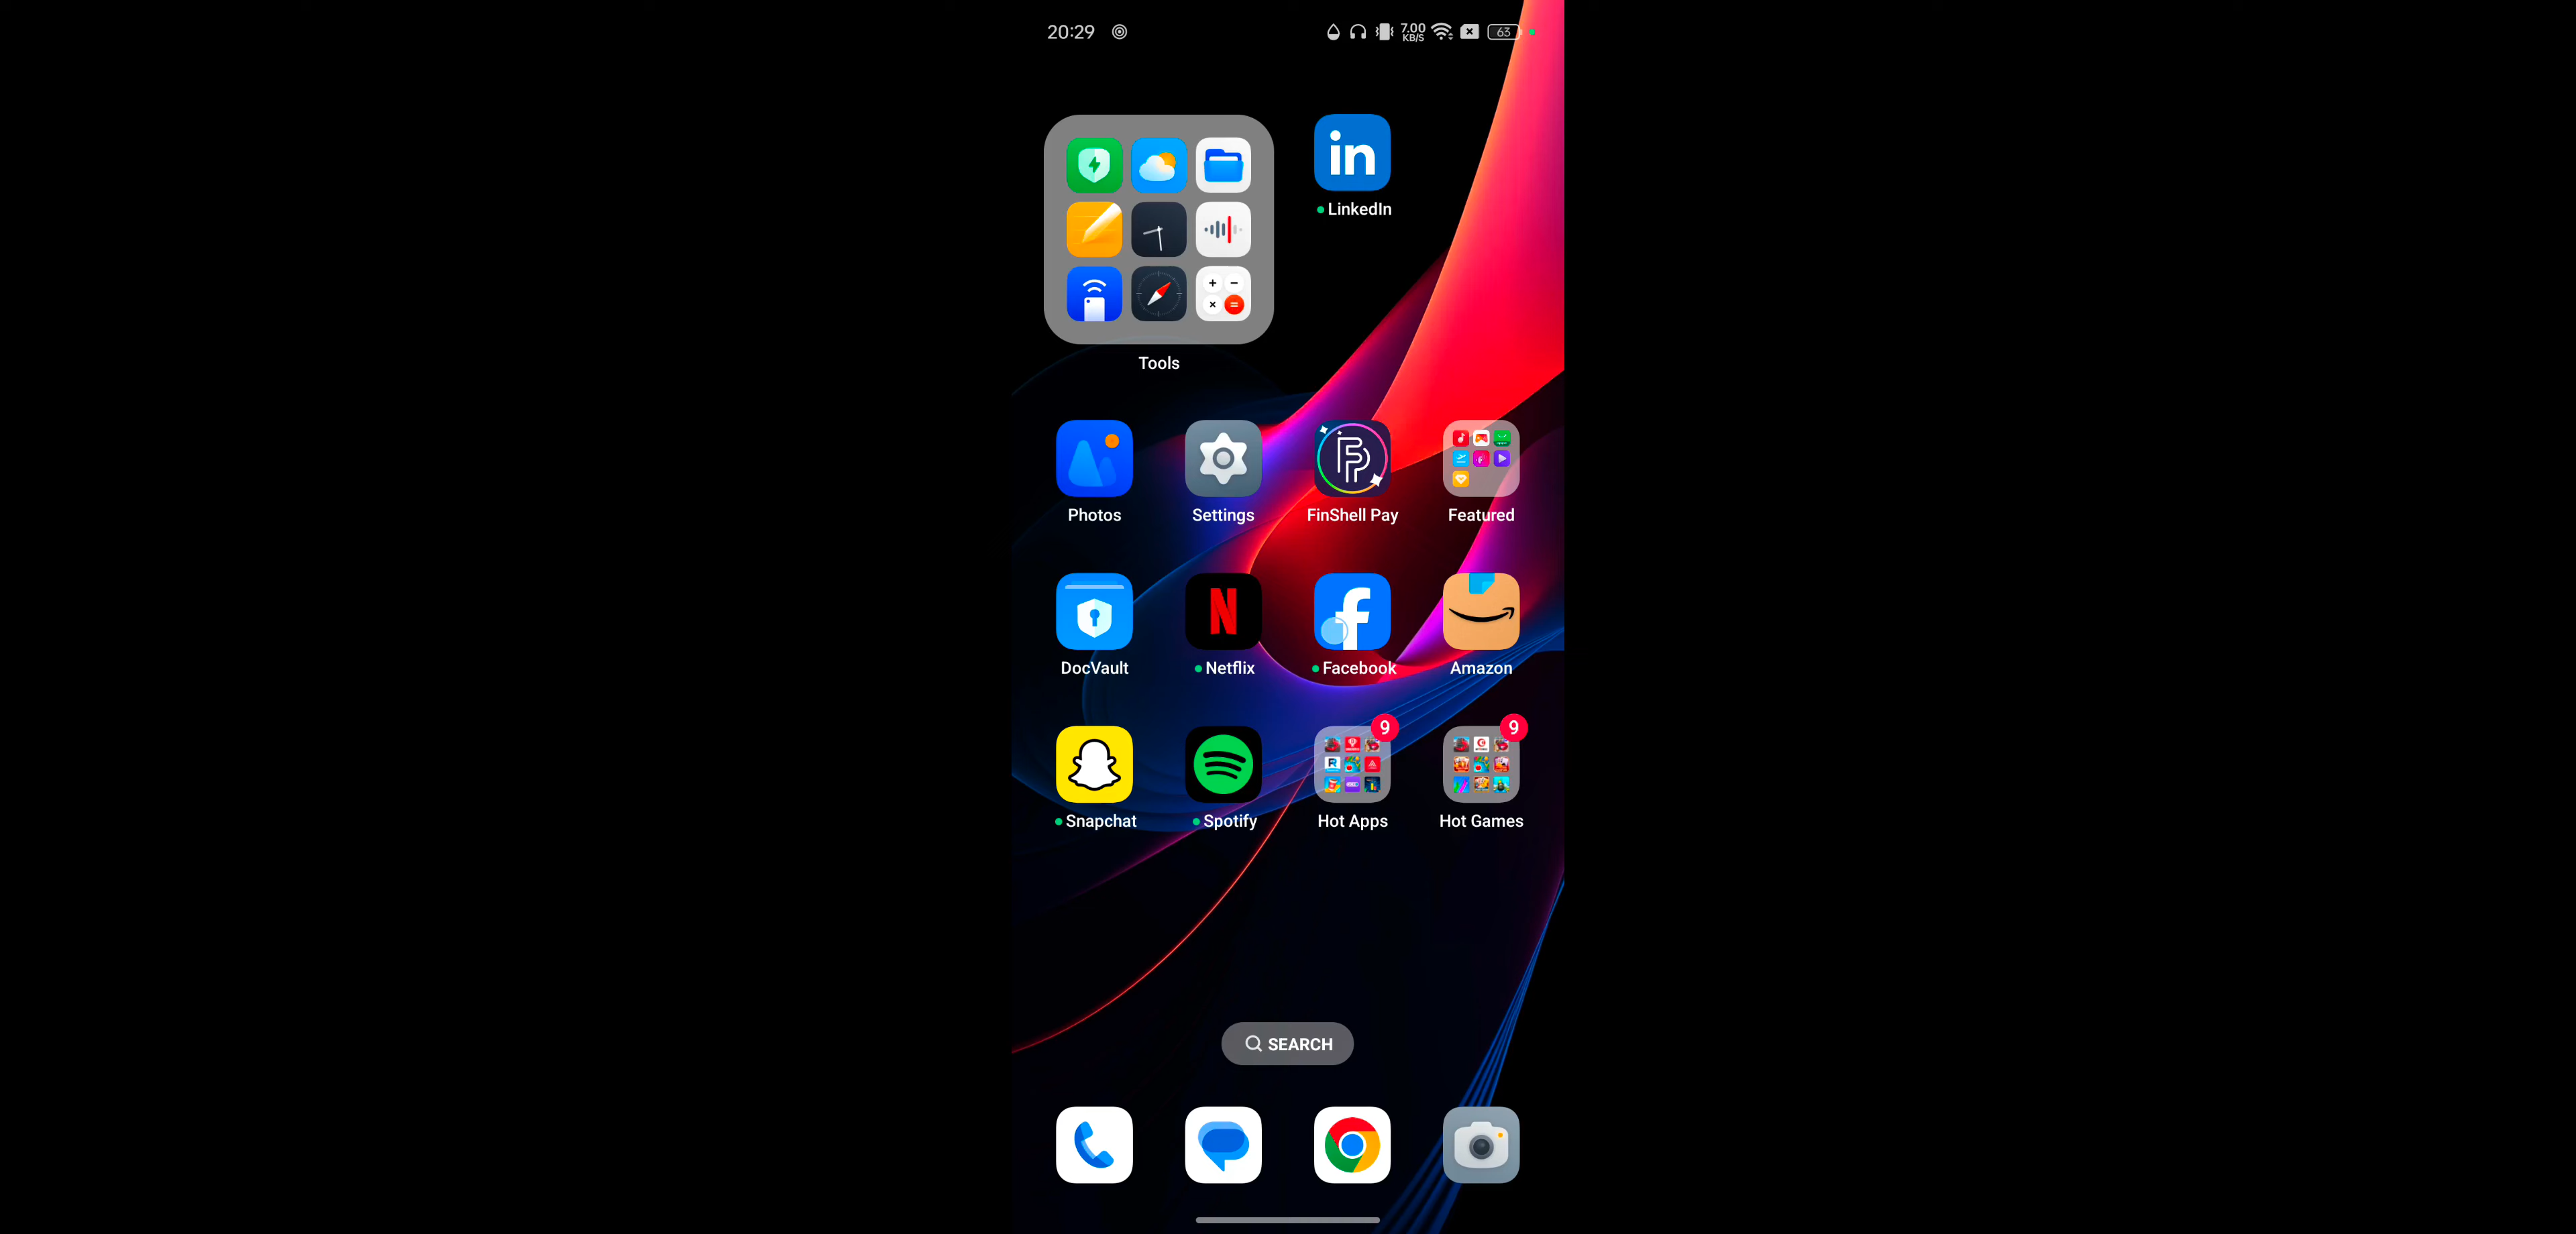 20:29 7.00 KB/S 63
in
LinkedIn
Tools
Photos Settings FinShell Pay Featured
DocVault Netflix Facebook Amazon
9 9
Snapchat Spotify Hot Apps Hot Games
SEARCH